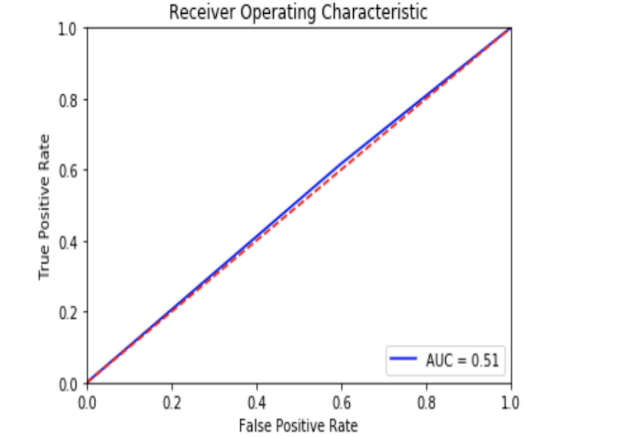 Receiver Operating Characteristic
1.0
0.8
0.6
0.4
0.2
0.0
True Positive Rate
AUC = 0.51
0.0 0.2 0.4 0.6 0.8 1.0
False Positive Rate